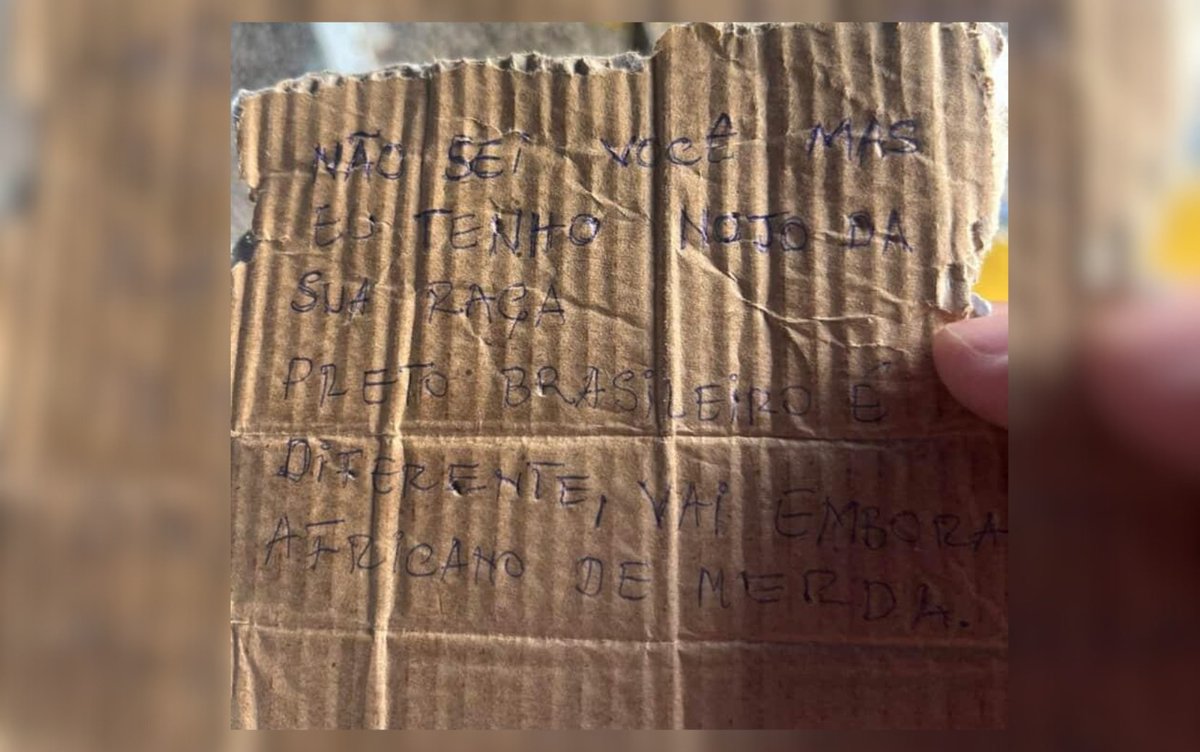 NÃO SEI VOCÊ MAS
EU TENHO NOJO DA
SUA RAÇA
PRETO BRASILEIRO É
DIFERENTE, VAI EMBORA
AFRICANO DE MERDA.